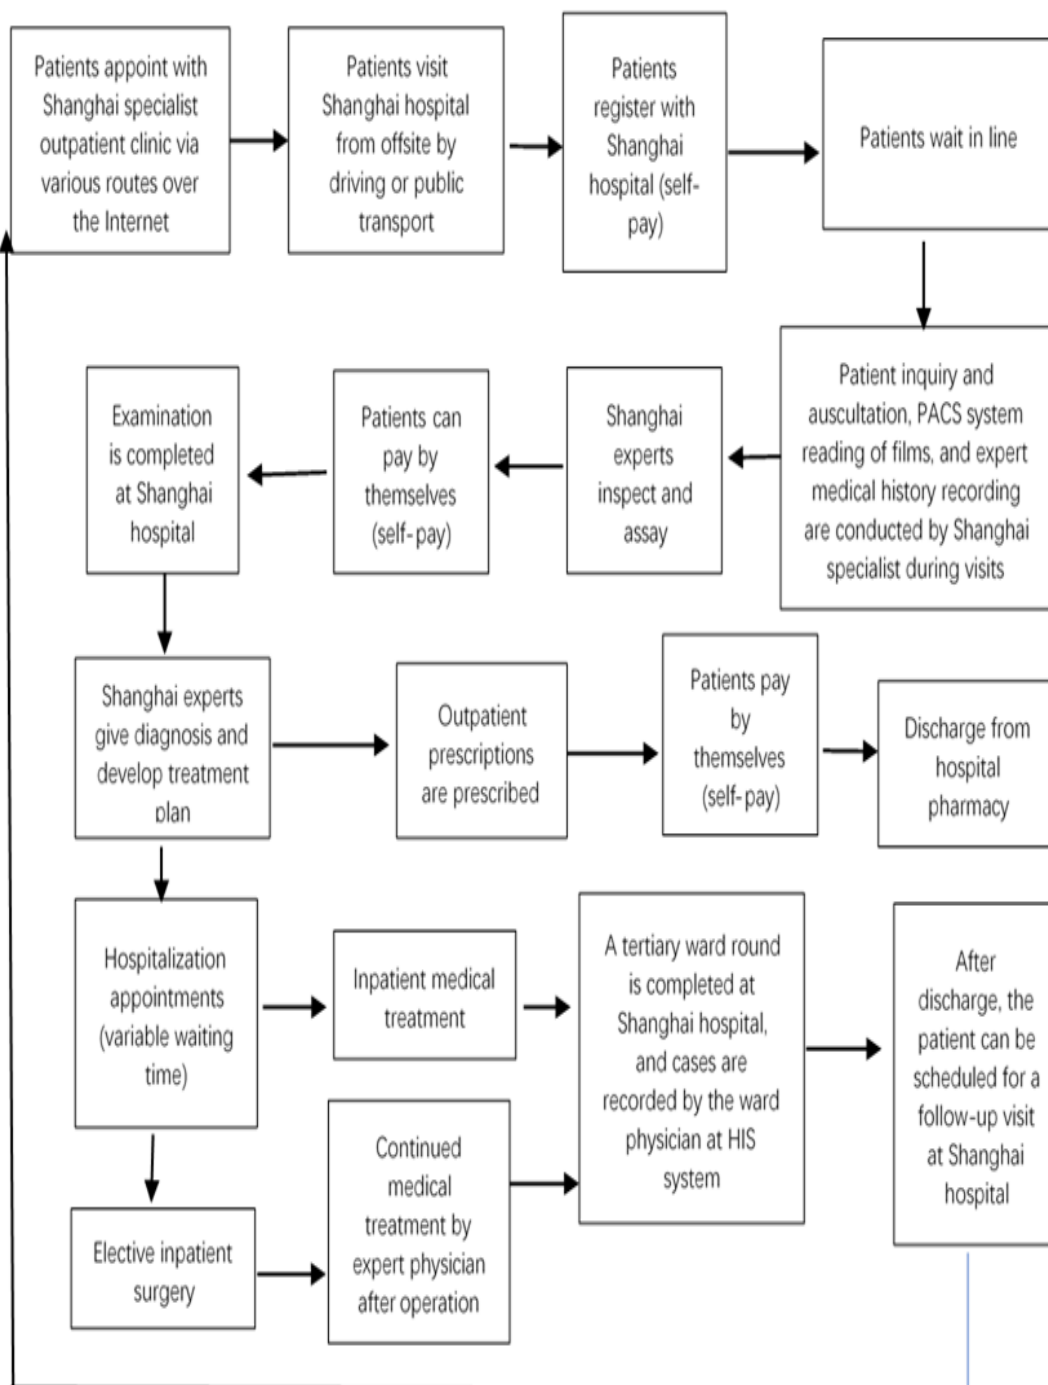 Patients appoint with
Shanghai specialist
outpatient clinic via
various routes over
the Internet
Patients visit
Shanghai hospital
from offsite by
driving or public
transport
Patients
register with
Shanghai
hospital (self-
pay)
Patients wait in line
Patient inquiry and
auscultation, PACS system
reading of films, and expert
medical history recording
are conducted by Shanghai
specialist during visits
Shanghai
experts
inspect and
assay
Patients can
pay by
themselves
(self-pay)
Examination
is completed
at Shanghai
hospital
Shanghai experts
give diagnosis and
develop treatment
plan
Outpatient
prescriptions
are prescribed
Patients pay
by
themselves
(self-pay)
Discharge from
hospital
pharmacy
Hospitalization
appointments
(variable waiting
time)
Inpatient medical
treatment
A tertiary ward round
is completed at
Shanghai hospital,
and cases are
recorded by the ward
physician at HIS
system
After
discharge, the
patient can be
scheduled for a
follow-up visit
at Shanghai
hospital
Elective inpatient
surgery
Continued
medical
treatment by
expert physician
after operation